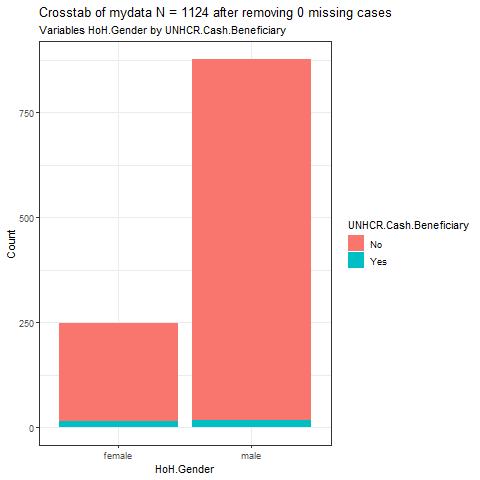 Crosstab of mydata N = 1124 after removing 0 missing cases
Variables HoH.Gender by UNHCR.Cash.Beneficiary
750
500
250
0
Count
female
male
HoH.Gender
UNHCR.Cash.Beneficiary
No
Yes